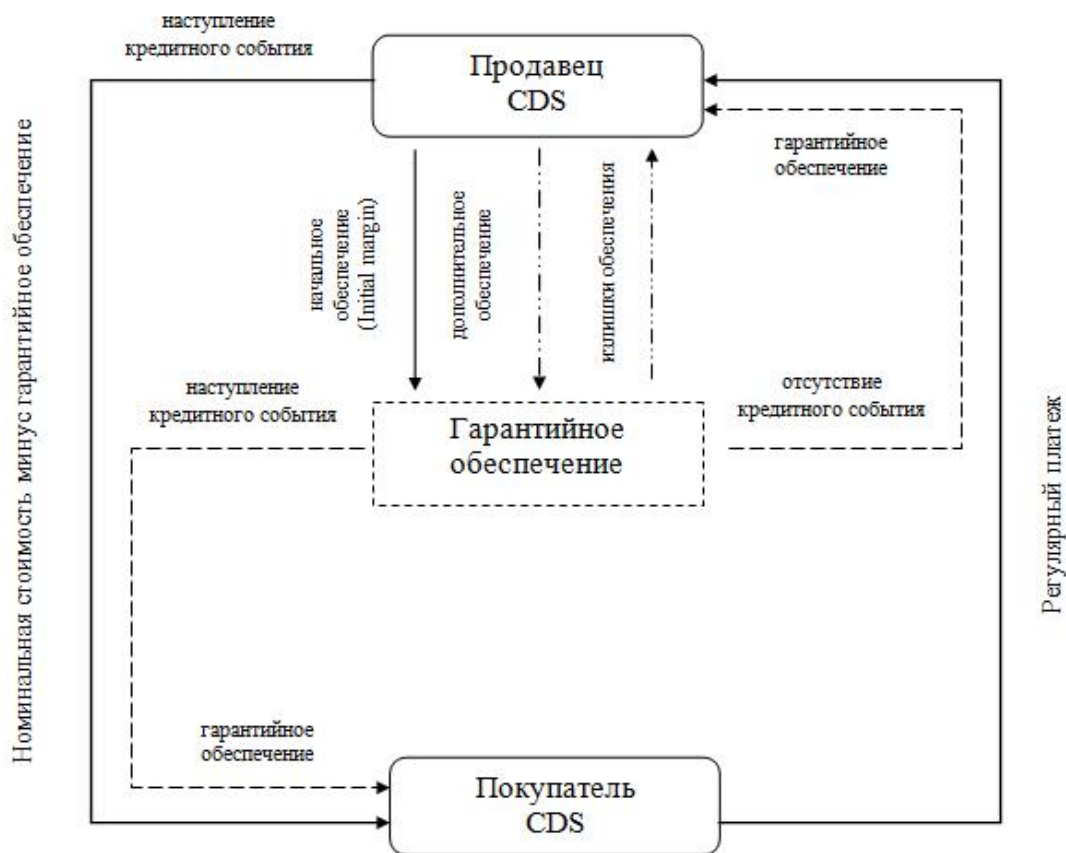 наступление
кредитного события
Продавец
CDS
гарантийное
обеспечение
Номинальная стоимость минус гарантийное обеспечение
начальное
обеспечение
(Initial margin)
дополнительное
обеспечение
излишки обеспечения
наступление
кредитного события
Гарантийное
обеспечение
отсутствие
кредитного события
Регулярный платеж
гарантийное
обеспечение
Покупатель
CDS